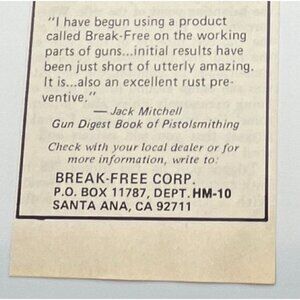 "I have begun using a product
called Break-Free on the working
parts of guns...initial results have
been just short of utterly amazing.
It is...also an excellent rust pre-
ventive."
— Jack Mitchell
Gun Digest Book of Pistolsmithing
Check with your local dealer or for
more information, write to:
BREAK-FREE CORP.
P.O. BOX 11787, DEPT. HM-10
SANTA ANA, CA 92711